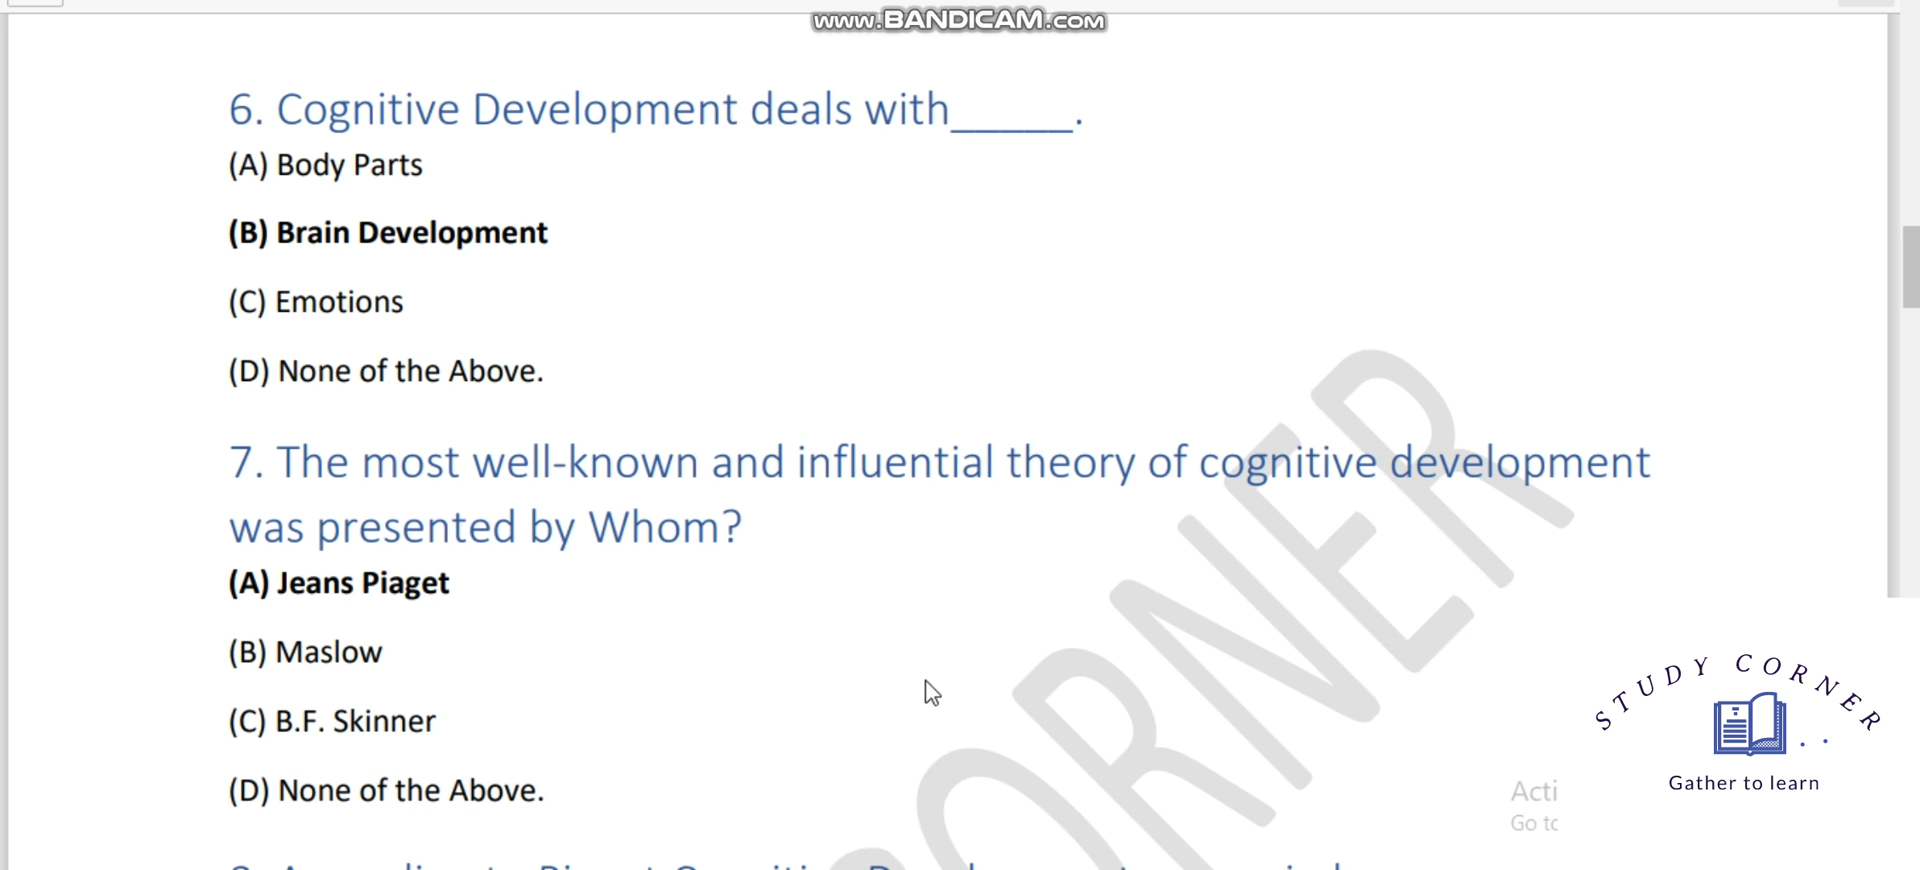 www.BANDICAM.com
6. Cognitive Development deals with_____.
(A) Body Parts
(B) Brain Development
(C) Emotions
(D) None of the Above.
7. The most well-known and influential theory of cognitive development
was presented by Whom?
(A) Jeans Piaget
(B) Maslow
(C) B.F. Skinner
(D) None of the Above.
CORNER
STUDY CORNER
Gather to learn
Acti
Go to